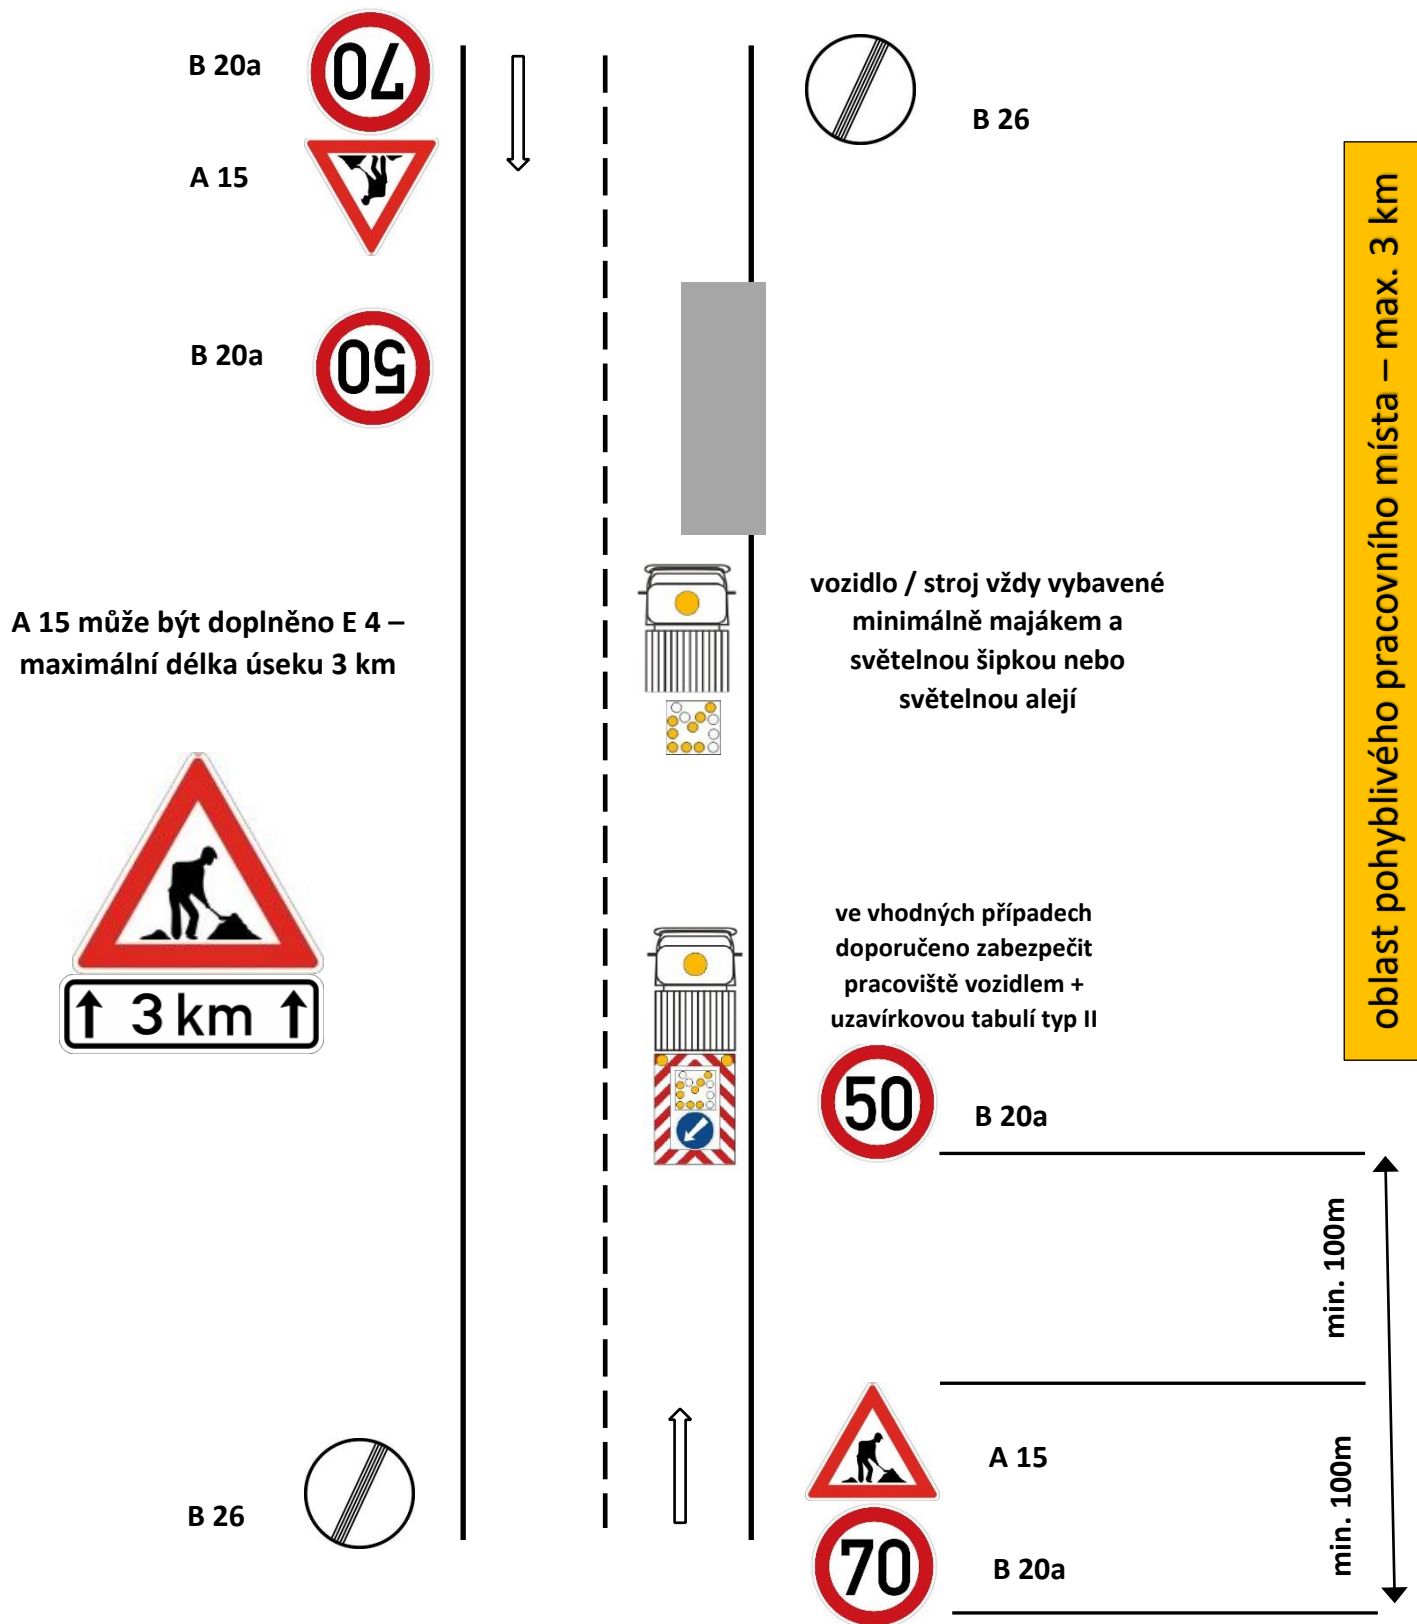 B 20a
70
B 26
A 15
B 20a
50
oblast pohyblivého pracovního místa – max. 3 km
A 15 může být doplněno E 4 –
maximální délka úseku 3 km
vozidlo / stroj vždy vybavené
minimálně majákem a
světelnou šipkou nebo
světelnou alejí
3 km
ve vhodných případech
doporučeno zabezpečit
pracoviště vozidlem +
uzavírkovou tabulí typ II
50
B 20a
min. 100m
A 15
B 26
70
B 20a
min. 100m